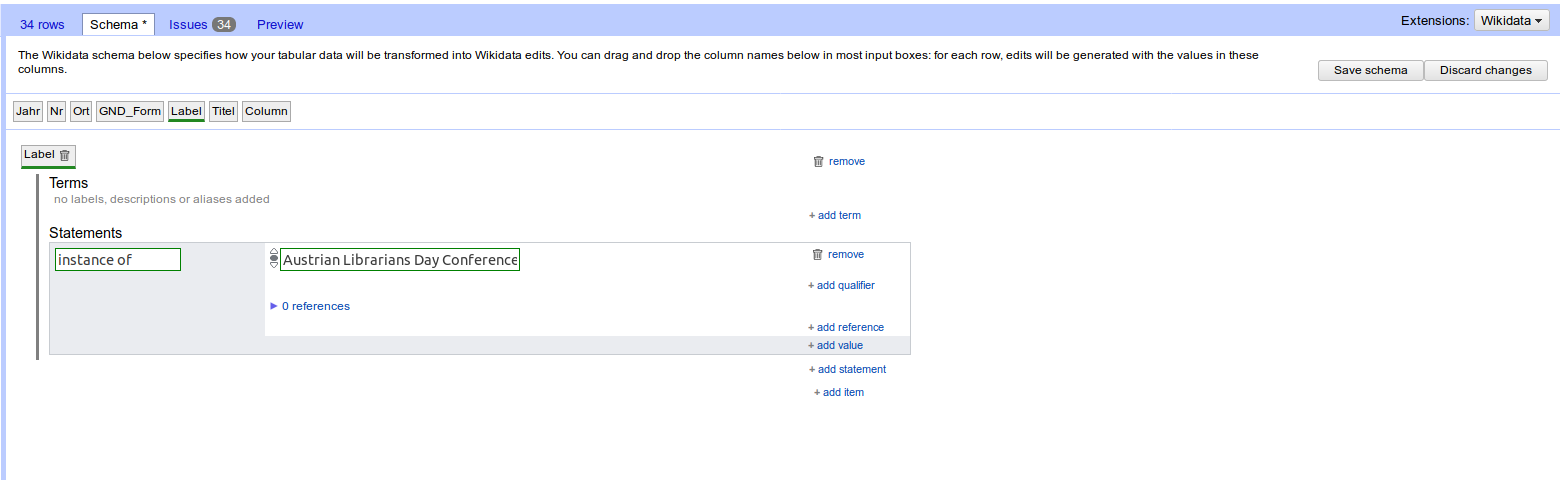 34 rows Schema * Issues 34 Preview Extensions: Wikidata
The Wikidata schema below specifies how your tabular data will be transformed into Wikidata edits. You can drag and drop the column names below in most input boxes: for each row, edits will be generated with the values in these
columns.
Save schema Discard changes
Jahr Nr Ort GND_Form Label Titel Column
Label
remove
Terms
no labels, descriptions or aliases added
+ add term
Statements
instance of Austrian Librarians Day Conference remove
+ add qualifier
0 references
+ add reference
+ add value
+ add statement
+ add item